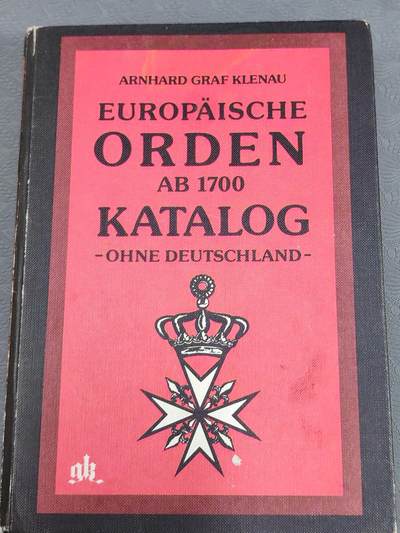 ARNHARD GRAF KLENAU
EUROPÄISCHE
ORDEN
AB 1700
KATALOG
-OHNE DEUTSCHLAND-
gk